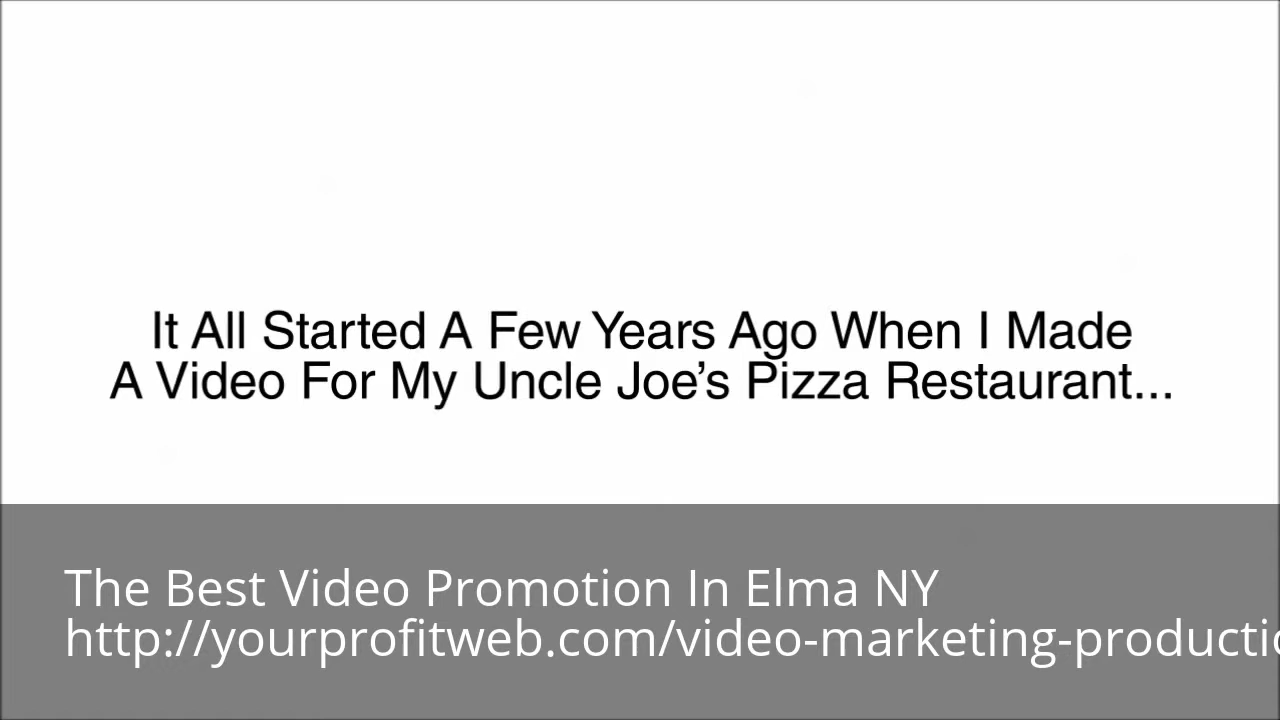 It All Started A Few Years Ago When I Made
A Video For My Uncle Joe’s Pizza Restaurant...
The Best Video Promotion In Elma NY
http://yourprofitweb.com/video-marketing-productic